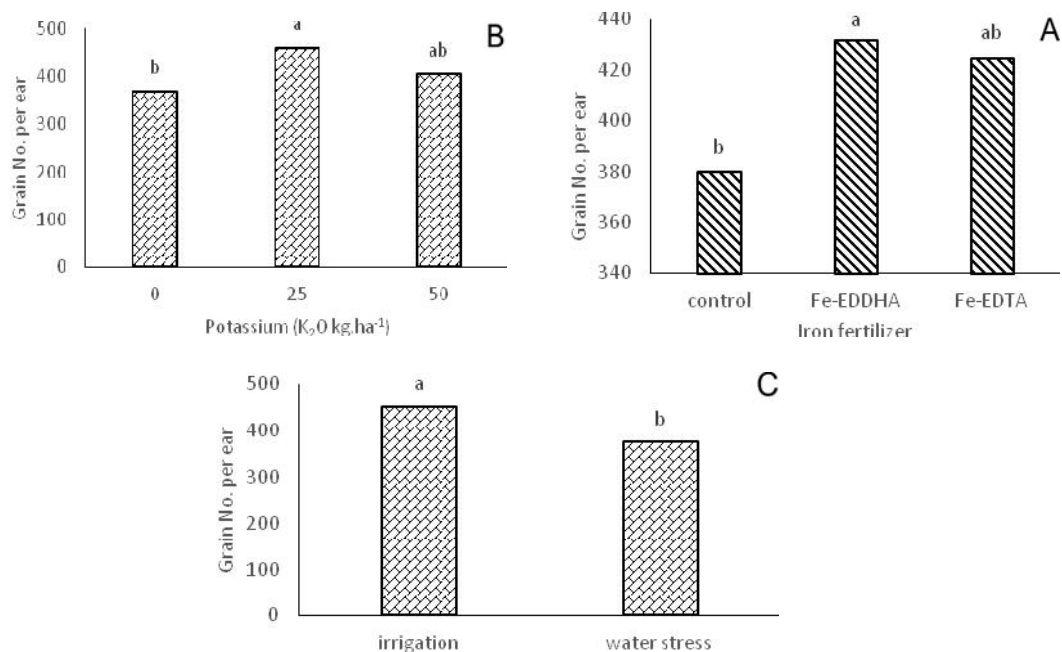 B
Grain No. per ear
500
400
300
200
100
0
b
a
ab
0
25
50
Potassium (K₂O kg.ha⁻¹)
A
Grain No. per ear
440
420
400
380
360
340
b
a
ab
control
Fe-EDDHA
Fe-EDTA
Iron fertilizer
C
Grain No. per ear
500
400
300
200
100
0
a
b
irrigation
water stress